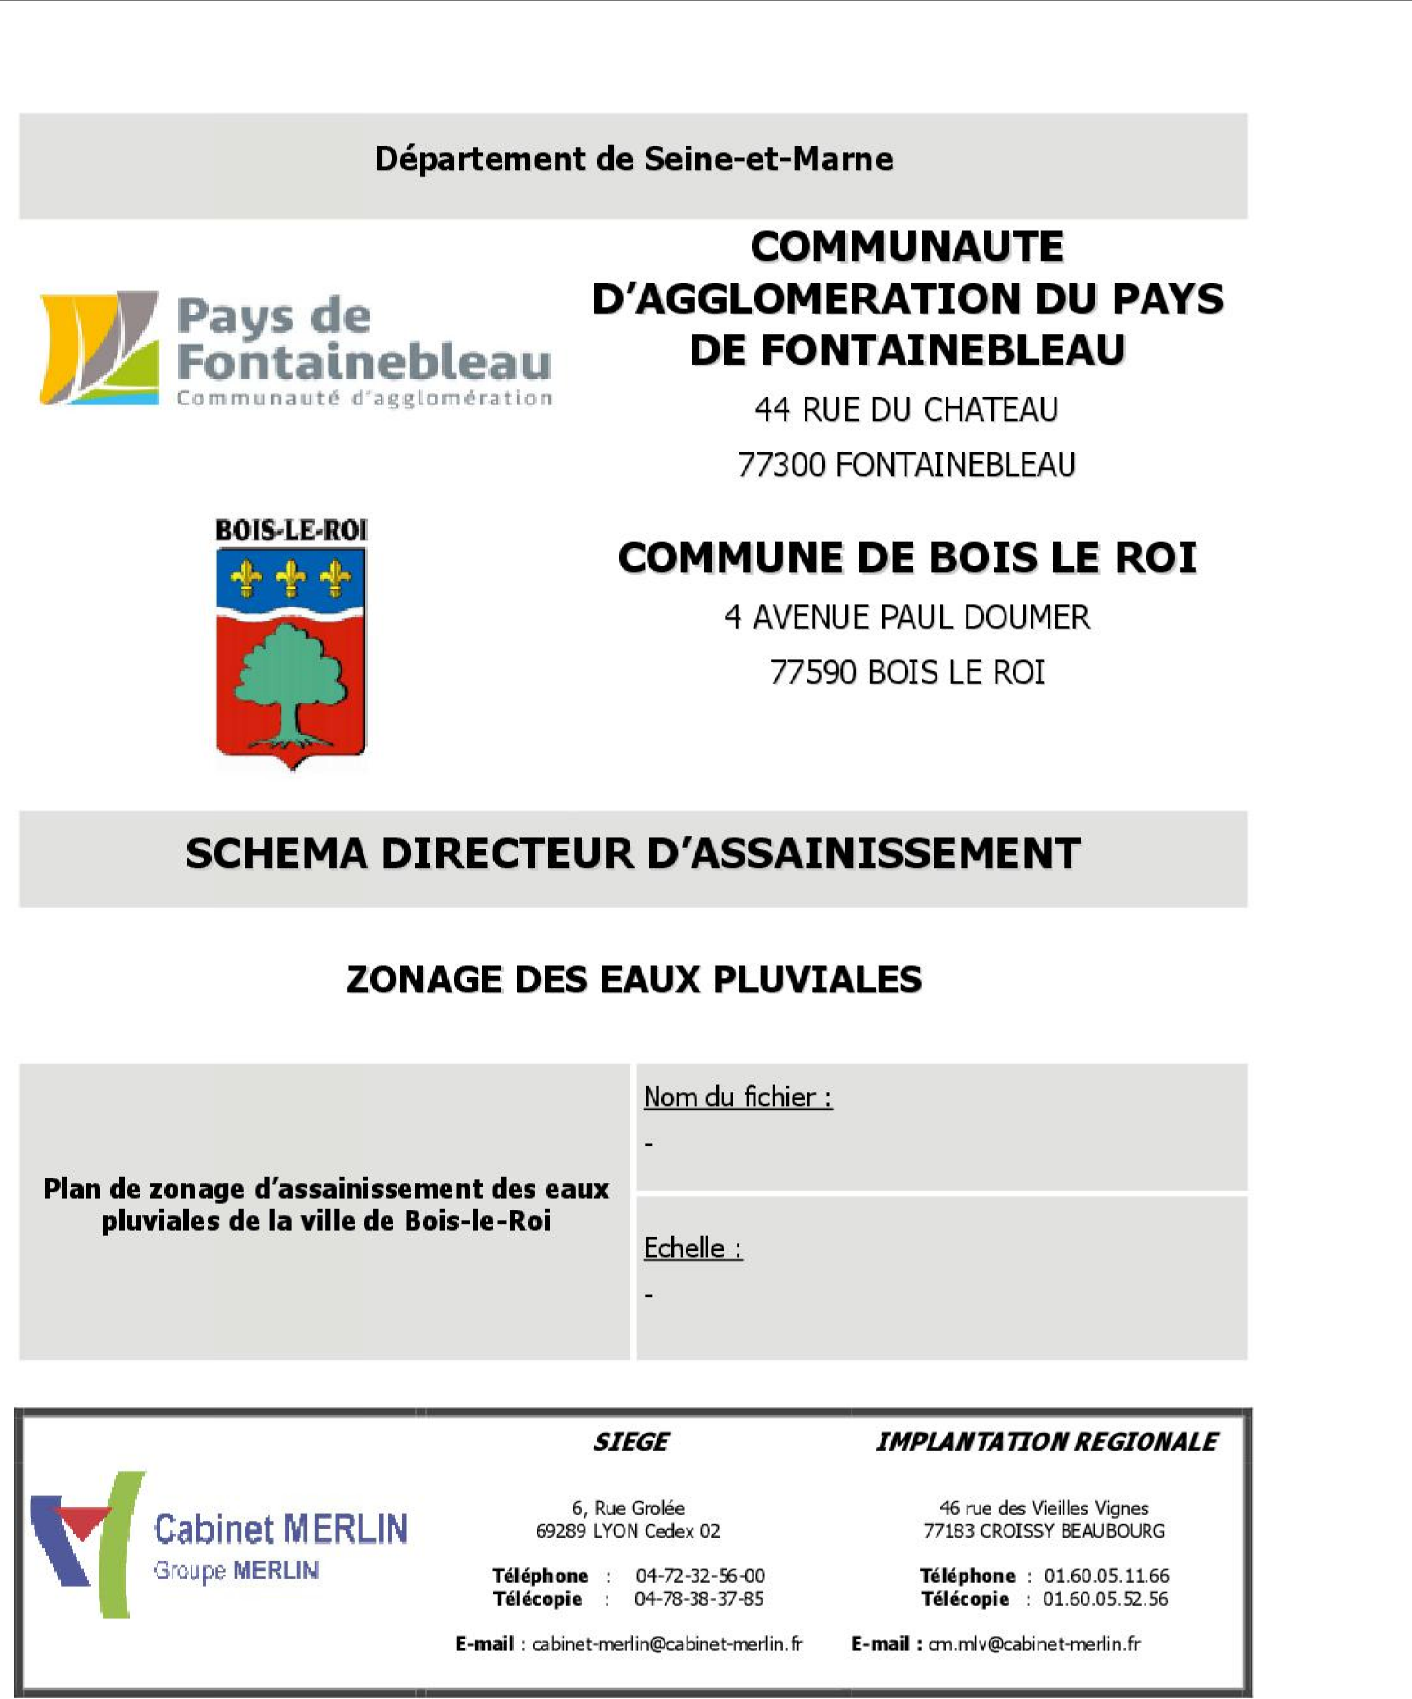 Département de Seine-et-Marne
Pays de
Fontainebleau
Communauté d'agglomération
COMMUNAUTE
D'AGGLOMERATION DU PAYS
DE FONTAINEBLEAU
44 RUE DU CHATEAU
77300 FONTAINEBLEAU
BOIS-LE-ROI
COMMUNE DE BOIS LE ROI
4 AVENUE PAUL DOUMER
77590 BOIS LE ROI
SCHEMA DIRECTEUR D'ASSAINISSEMENT
ZONAGE DES EAUX PLUVIALES
Plan de zonage d'assainissement des eaux
pluviales de la ville de Bois-le-Roi
Nom du fichier :
-
Echelle :
-
Cabinet MERLIN
Groupe MERLIN
SIEGE
6, Rue Grolée
69289 LYON Cedex 02
Téléphone : 04-72-32-56-00
Télécopie : 04-78-38-37-85
E-mail : cabinet-merlin@cabinet-merlin.fr
IMPLANTATION REGIONALE
46 rue des Vieilles Vignes
77183 CROISSY BEAUBOURG
Téléphone : 01.60.05.11.66
Télécopie : 01.60.05.52.56
E-mail : cm.mlv@cabinet-merlin.fr